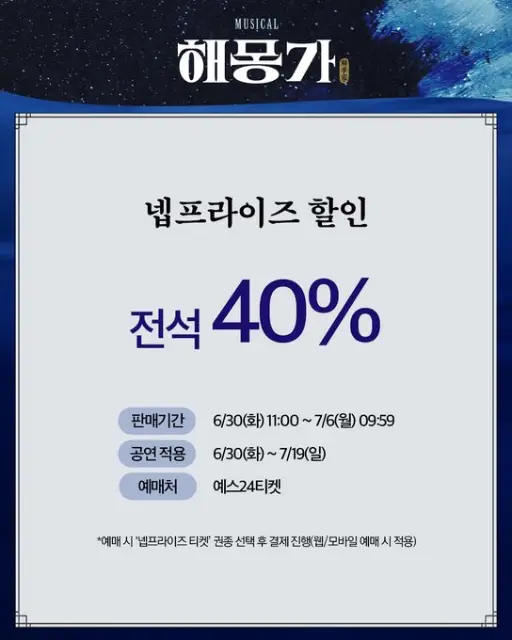 MUSICAL
해몽가
넵프라이즈 할인
전석 40%
판매기간 6/30(화) 11:00 ~ 7/6(월) 09:59
공연 적용 6/30(화) ~ 7/19(일)
예매처 예스24티켓
*예매 시 '넵프라이즈 티켓' 권종 선택 후 결제 진행(웹/모바일 예매 시 적용)